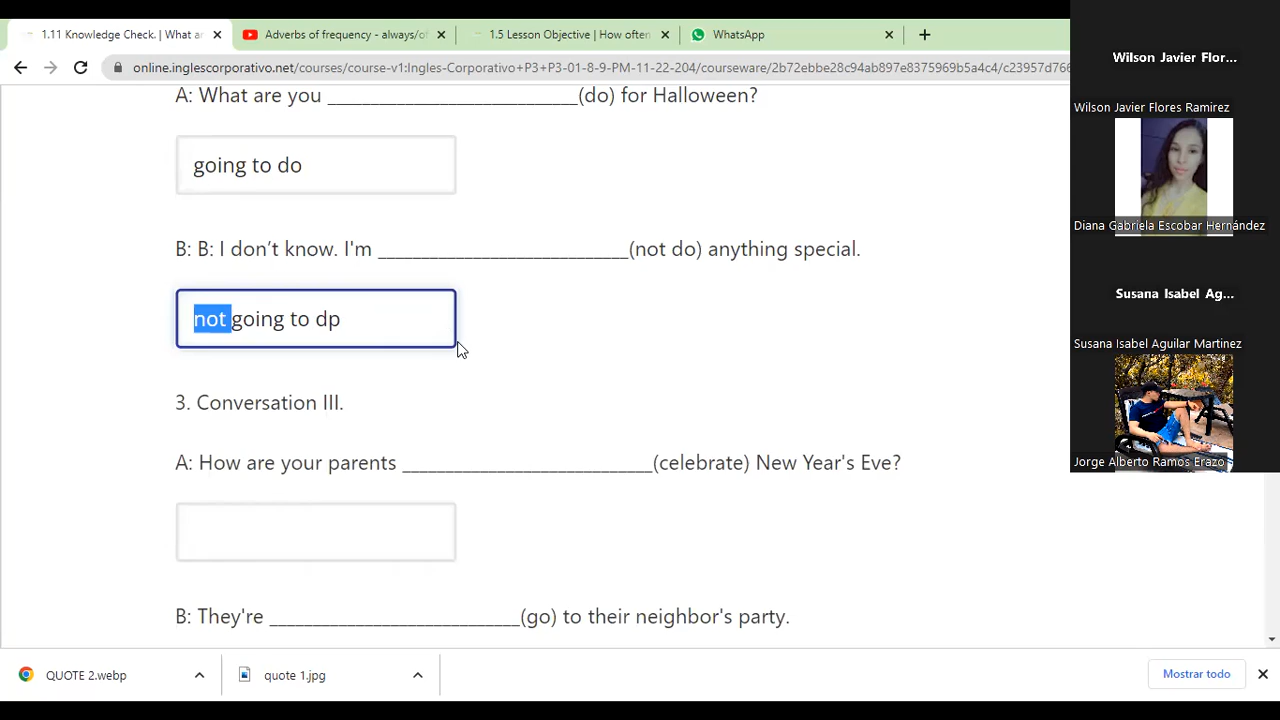 1.11 Knowledge Check. | What ar
Adverbs of frequency - always/of
1.5 Lesson Objective | How often
WhatsApp
online.inglescorporativo.net/courses/course-v1:Ingles-Corporativo+P3+P3-01-8-9-PM-11-22-204/courseware/2b72ebbe28c94ab897e8375969b5a4c4/c23957d766
A: What are you ____________________________(do) for Halloween?
going to do
B: B: I don’t know. I'm ____________________________(not do) anything special.
not going to dp
3. Conversation III.
A: How are your parents ____________________________(celebrate) New Year's Eve?
B: They're ____________________________(go) to their neighbor's party.
Wilson Javier Flor...
Wilson Javier Flores Ramirez
Diana Gabriela Escobar Hernández
Susana Isabel Ag...
Susana Isabel Aguilar Martinez
Jorge Alberto Ramos Erazo
QUOTE 2.webp
quote 1.jpg
Mostrar todo